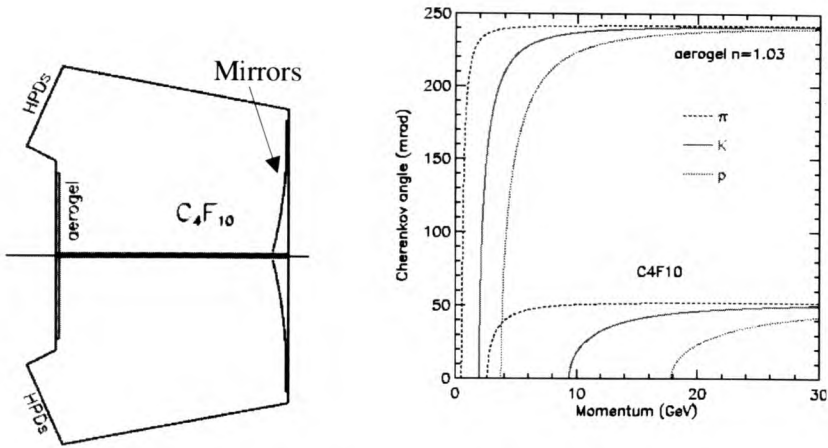 HPDs
Mirrors
aerogel
C₄F₁₀
HPDs
250
200
150
100
50
0
Cherenkov angle (mrad)
aerogel n=1.03
π
K
p
C4F10
0
10
20
30
Momentum (GeV)